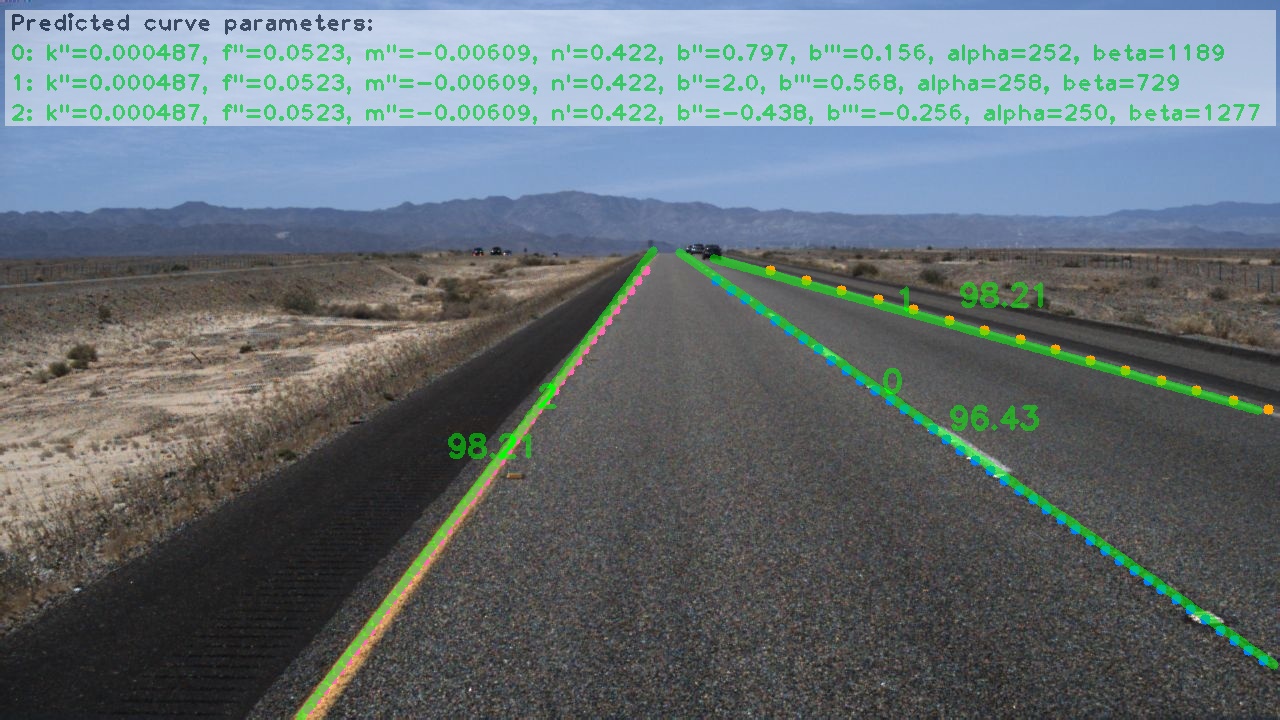 Predicted curve parameters:
0: k''=0.000487, f''=0.0523, m''=−0.00609, n'=0.422, b''=0.797, b'''=0.156, alpha=252, beta=1189
1: k''=0.000487, f''=0.0523, m''=−0.00609, n'=0.422, b''=2.0, b'''=0.568, alpha=258, beta=729
2: k''=0.000487, f''=0.0523, m''=−0.00609, n'=0.422, b''=−0.438, b'''=−0.256, alpha=250, beta=1277
1 98.21
0
2
96.43
98.21